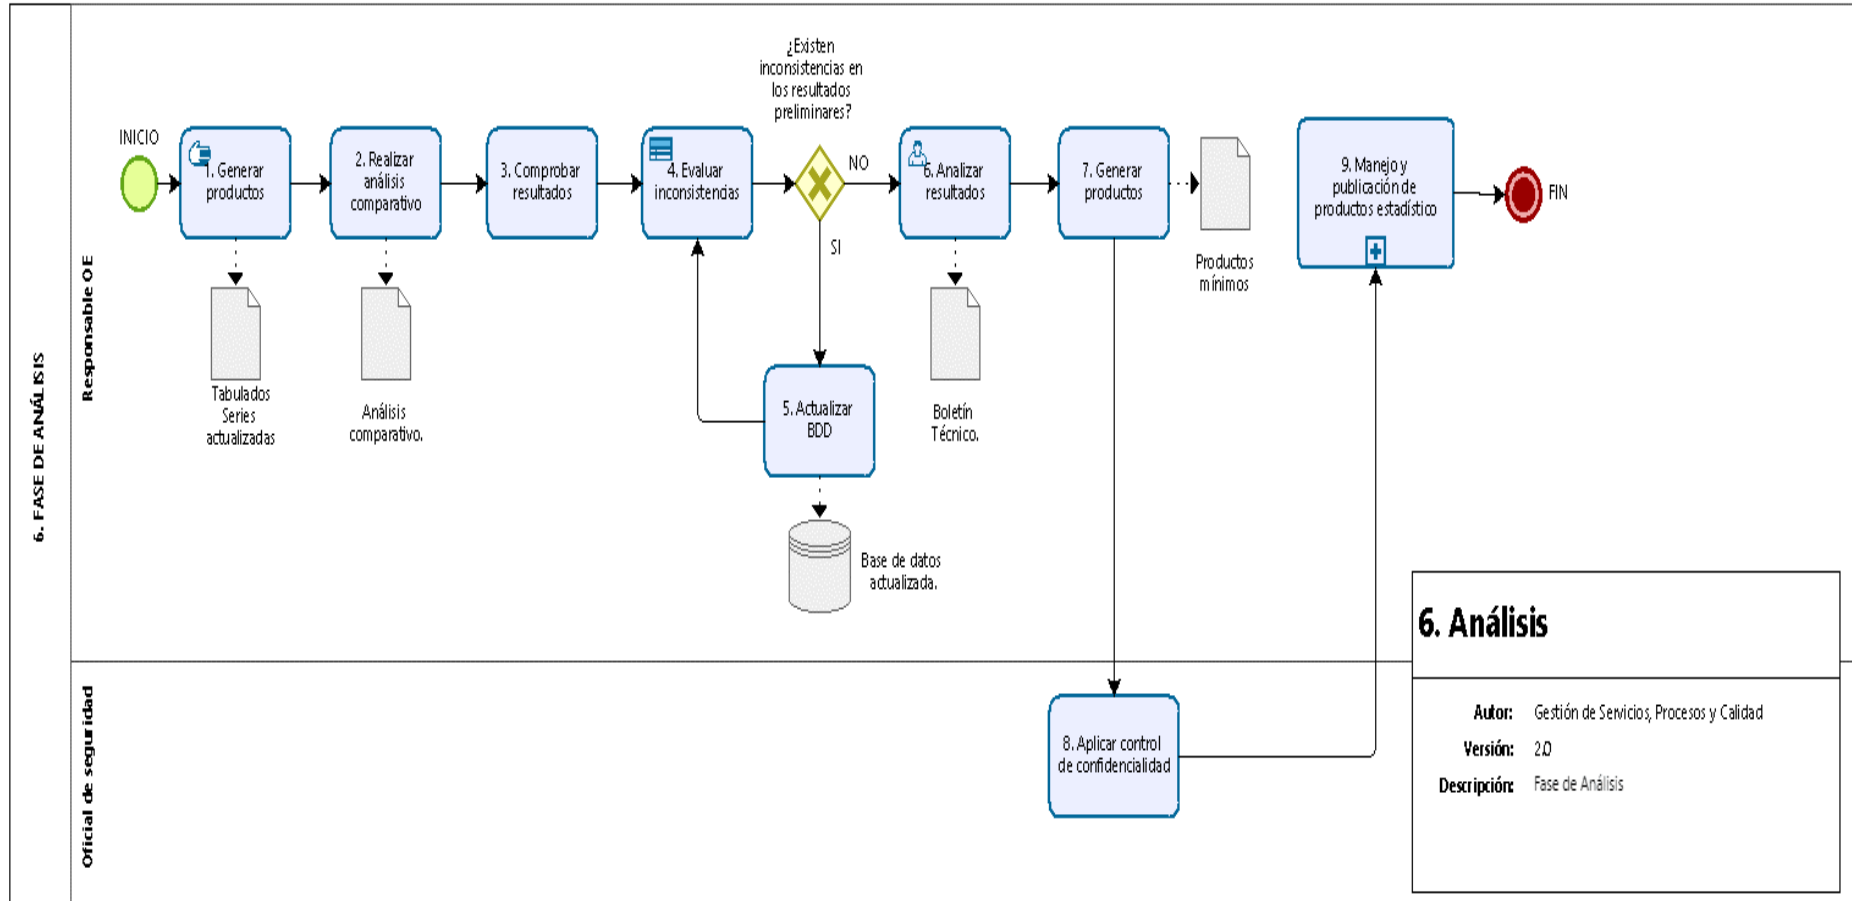 6. FASE DE ANÁLISIS
Responsable OE
INICIO
1. Generar
productos
Tabulados
Series
actualizadas
2. Realizar
análisis
comparativo
Análisis
comparativo.
3. Comprobar
resultados
4. Evaluar
inconsistencias
¿Existen
inconsistencias en
los resultados
preliminares?
NO
SI
5. Actualizar
BDD
Base de datos
actualizada.
6. Analizar
resultados
Boletín
Técnico.
7. Generar
productos
Productos
mínimos
9. Manejo y
publicación de
productos estadístico
FIN
Oficial de seguridad
8. Aplicar control
de confidencialidad
6. Análisis
Autor: Gestión de Servicios, Procesos y Calidad
Versión: 2.0
Descripción: Fase de Análisis